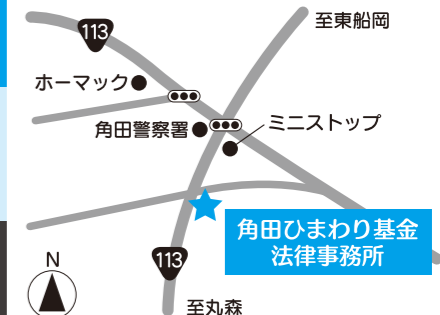 113
至東船岡
ホーマック
角田警察署
ミニストップ
角田ひまわり基金
法律事務所
N
113
至丸森